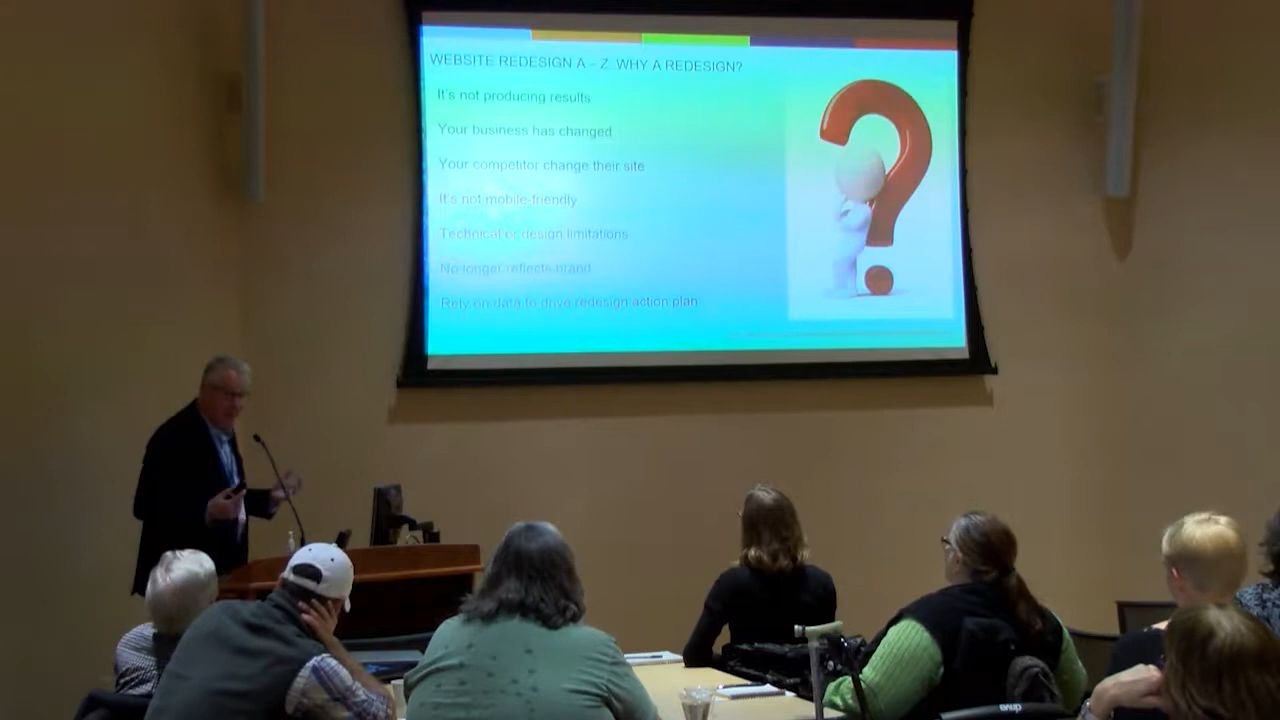 WEBSITE REDESIGN A – Z WHY A REDESIGN?
It's not producing results
Your business has changed
Your competitor change their site
It's not mobile-friendly
Technical or design limitations
No longer reflects brand
Rely on data to drive redesign action plan
drive